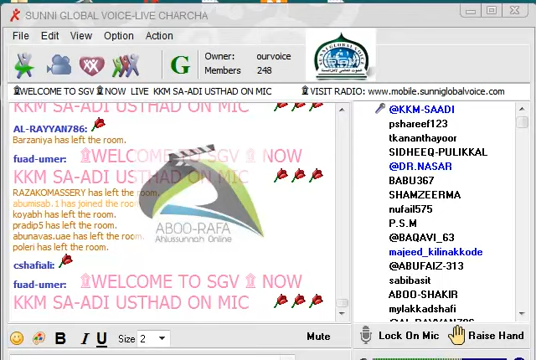 SUNNI GLOBAL VOICE-LIVE CHARCHA
File Edit View Option Action
G
Owner: ourvoice
Members 248
WELCOME TO SGV NOW LIVE KKM SA-ADI USTHAD ON MIC VISIT RADIO: www.mobile.sunniglobalvoice.com
KKM SA-ADI USTHAD ON MIC
AL-RAYYAN786:
Barzaniya has left the room.
fuad-umer: WELCOME TO SGV NOW
KKM SA-ADI USTHAD ON MIC
RAZAKOMASSERY has left the room.
abumisab.1 has joined the room.
koyabh has left the room.
pradip5 has left the room.
abunavas.uae has left the room.
poleri has left the room.
cshafiali:
fuad-umer: WELCOME TO SGV NOW
KKM SA-ADI USTHAD ON MIC
ABOO-RAFA
Ahlussunnah Online
@KKM-SAADI
pshareef123
tkananthayoor
SIDHEEQ-PULIKKAL
@DR.NASAR
BABU367
SHAMZEERMA
nufail575
P.S.M
@BAQAVI_63
majeed_kilinakkode
@ABUFAIZ-313
sabibasit
ABOO-SHAKIR
mylakkadshafi
@AL-RAYYAN786
B I U Size 2 Mute
Lock On Mic Raise Hand